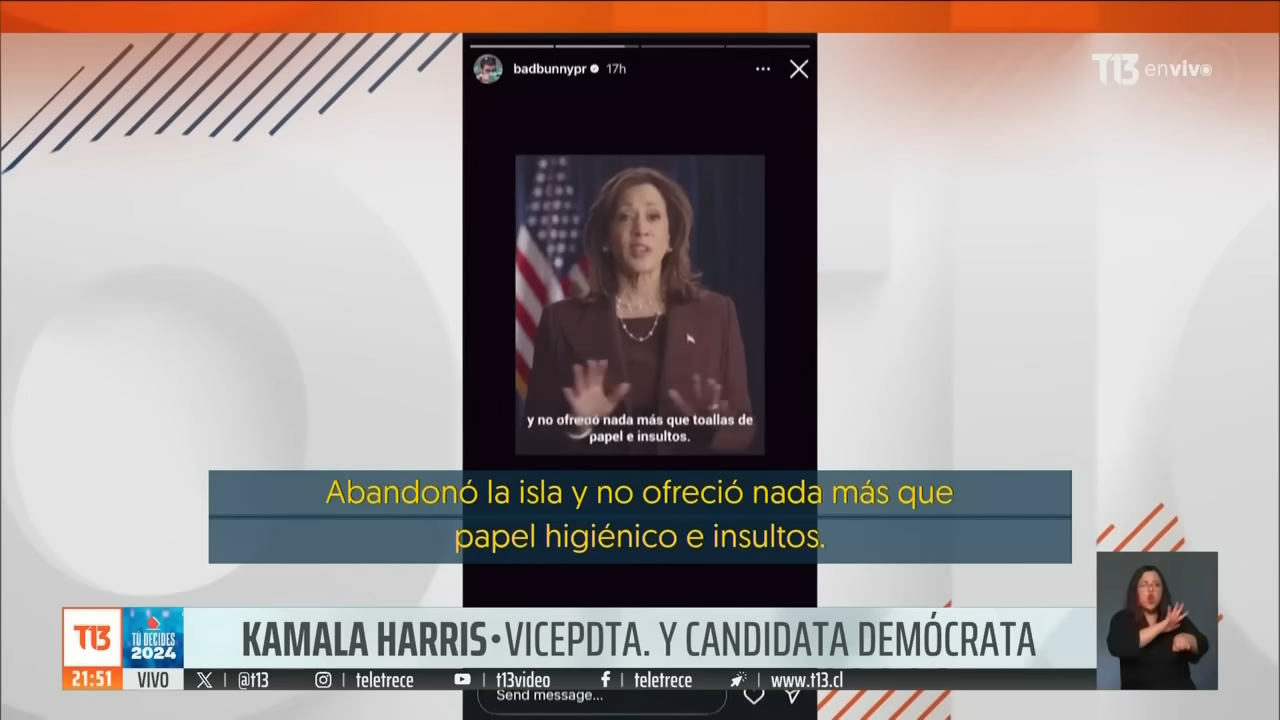 badbunnypr 17h
T13 envivo
y no ofreció nada más que toallas de
papel e insultos.
Abandonó la isla y no ofreció nada más que
papel higiénico e insultos.
T13
TÚ DECIDES
2024
KAMALA HARRIS•VICEPDTA. Y CANDIDATA DEMÓCRATA
21:51 VIVO @t13 teletrece t13video teletrece www.t13.cl
Send message...